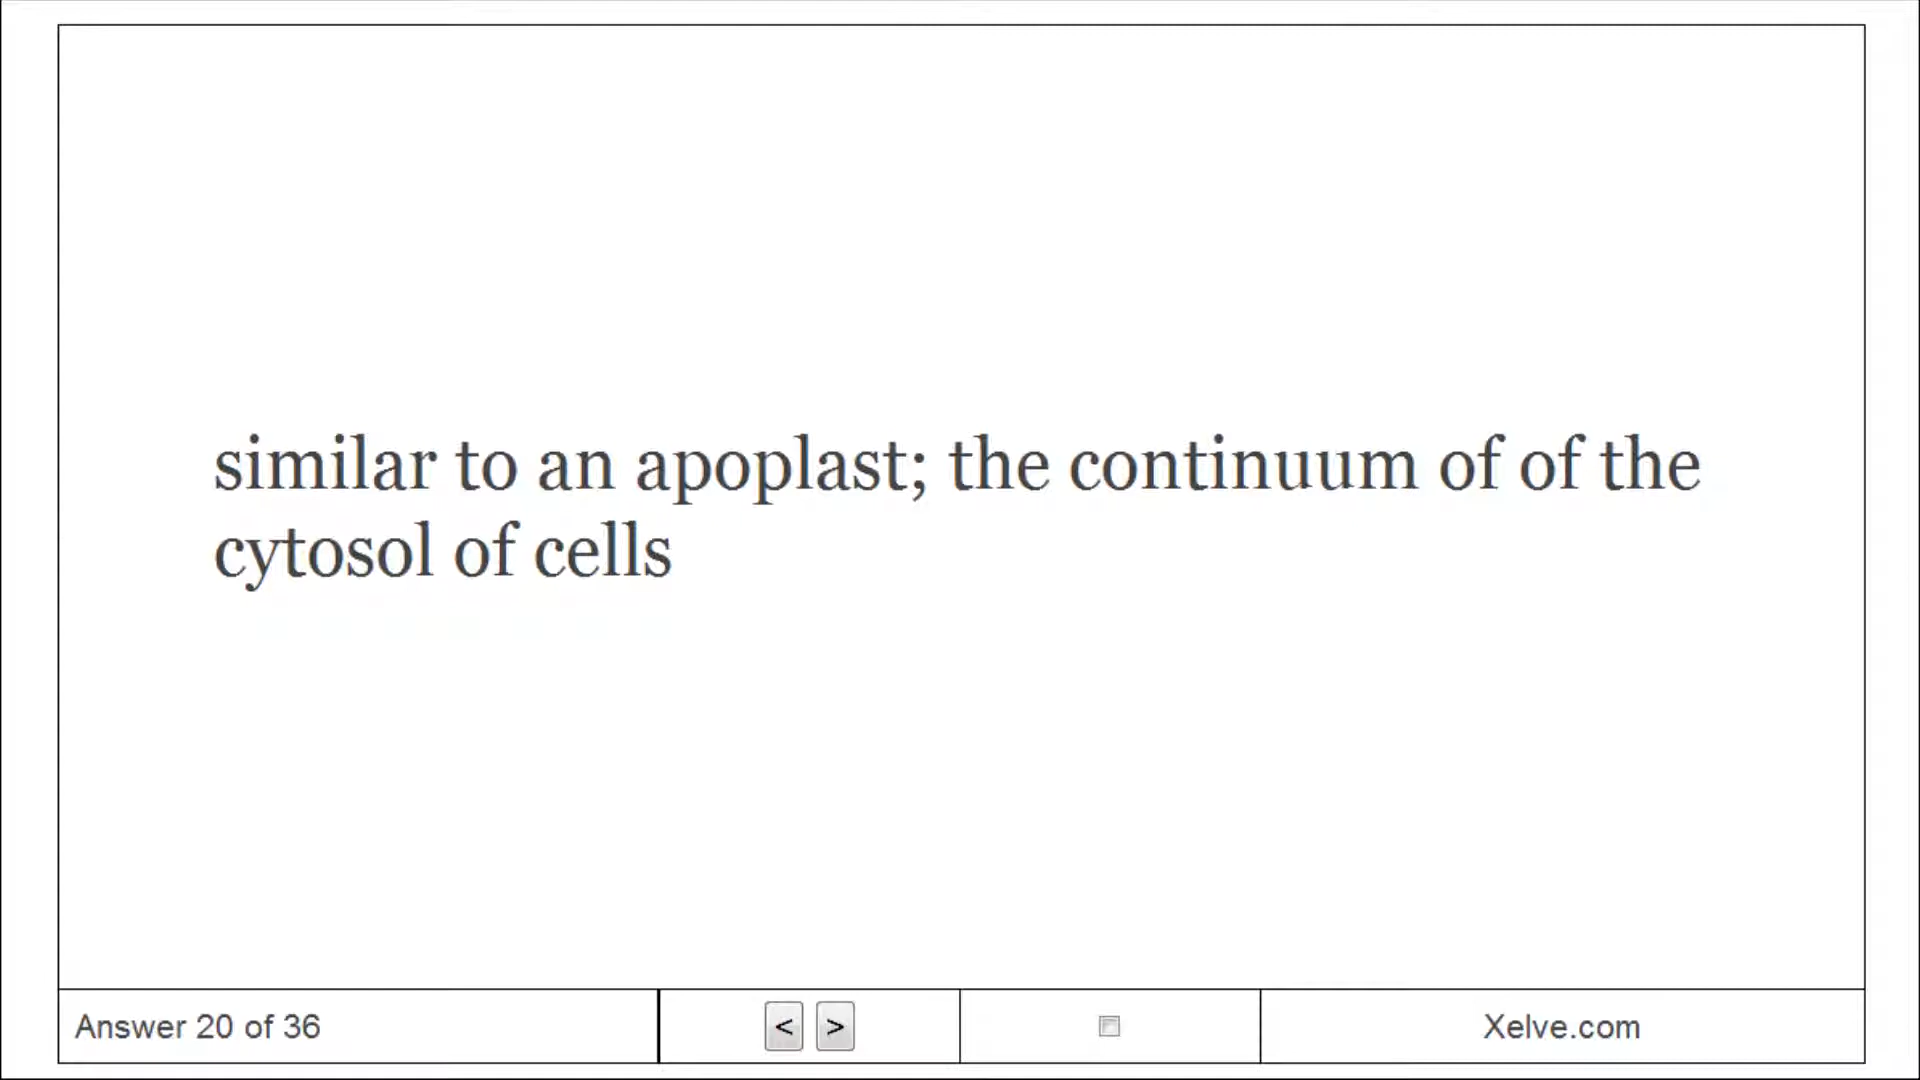 similar to an apoplast; the continuum of of the
cytosol of cells
Answer 20 of 36
< >
Xelve.com